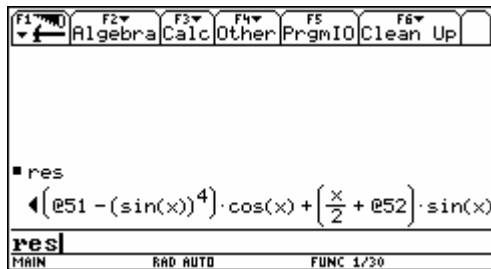 F1 F2 F3 F4 F5 F6
Algebra Calc Other PrgmIO Clean Up
▪ res
◀(@51 - (sin(x))^4)·cos(x) + (x/2 + @52)·sin(x)
res
MAIN RAD AUTO FUNC 1/30